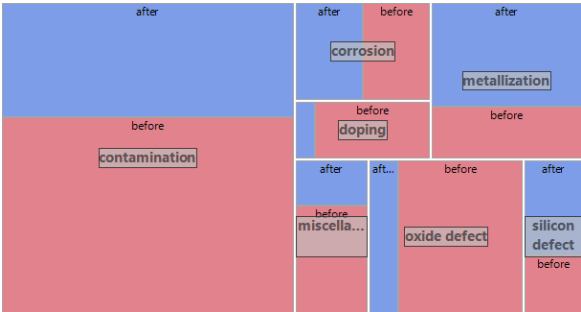 after
before
contamination
after
before
corrosion
before
doping
after
metallization
before
after
before
miscella...
aft...
before
oxide defect
after
silicon
defect
before